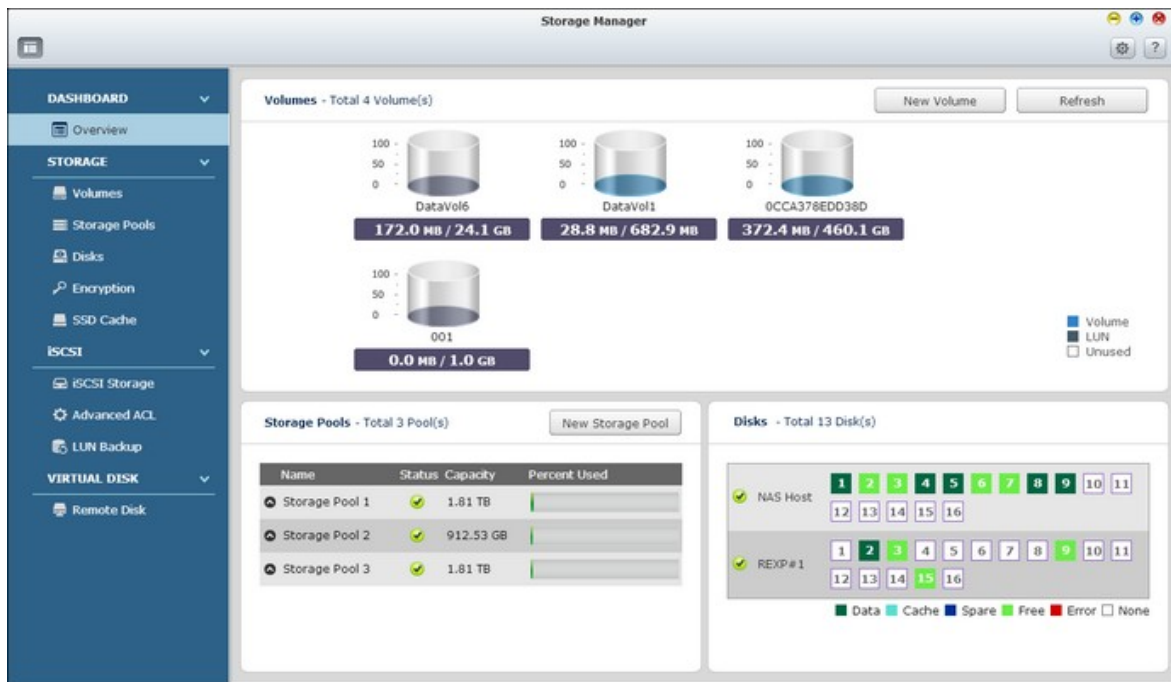 Storage Manager
?
DASHBOARD
Overview
STORAGE
Volumes
Storage Pools
Disks
Encryption
SSD Cache
iSCSI
iSCSI Storage
Advanced ACL
LUN Backup
VIRTUAL DISK
Remote Disk
Volumes - Total 4 Volume(s)
New Volume
Refresh
100
50
0
DataVol6
172.0 MB / 24.1 GB
100
50
0
DataVol1
28.8 MB / 682.9 MB
100
50
0
0CCA378EDD38D
372.4 MB / 460.1 GB
100
50
0
001
0.0 MB / 1.0 GB
Volume
LUN
Unused
Storage Pools - Total 3 Pool(s)
New Storage Pool
Name Status Capacity Percent Used
Storage Pool 1 1.81 TB
Storage Pool 2 912.53 GB
Storage Pool 3 1.81 TB
Disks - Total 13 Disk(s)
NAS Host
1 2 3 4 5 6 7 8 9 10 11
12 13 14 15 16
REXP#1
1 2 3 4 5 6 7 8 9 10 11
12 13 14 15 16
Data Cache Spare Free Error None